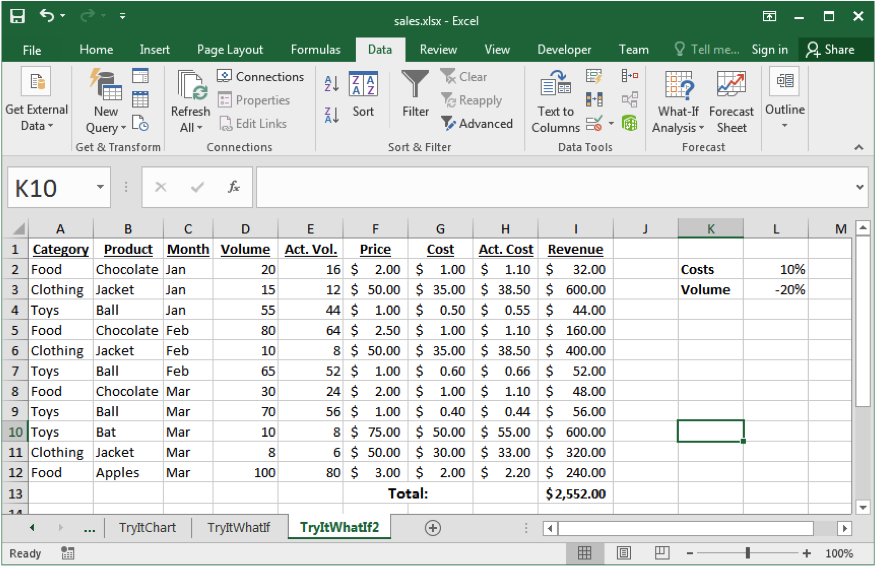 sales.xlsx - Excel
File Home Insert Page Layout Formulas Data Review View Developer Team Tell me... Sign in Share
Get External Data
New Query
Get & Transform
Refresh All
Connections
Properties
Edit Links
Connections
Sort
Filter
Clear
Reapply
Advanced
Sort & Filter
Text to Columns
Data Tools
What-If Analysis
Forecast Sheet
Forecast
Outline
K10 fx
A B C D E F G H I J K L M
1 Category Product Month Volume Act. Vol. Price Cost Act. Cost Revenue
2 Food Chocolate Jan 20 16 $ 2.00 $ 1.00 $ 1.10 $ 32.00 Costs 10%
3 Clothing Jacket Jan 15 12 $ 50.00 $ 35.00 $ 38.50 $ 600.00 Volume -20%
4 Toys Ball Jan 55 44 $ 1.00 $ 0.50 $ 0.55 $ 44.00
5 Food Chocolate Feb 80 64 $ 2.50 $ 1.00 $ 1.10 $ 160.00
6 Clothing Jacket Feb 10 8 $ 50.00 $ 35.00 $ 38.50 $ 400.00
7 Toys Ball Feb 65 52 $ 1.00 $ 0.60 $ 0.66 $ 52.00
8 Food Chocolate Mar 30 24 $ 2.00 $ 1.00 $ 1.10 $ 48.00
9 Toys Ball Mar 70 56 $ 1.00 $ 0.40 $ 0.44 $ 56.00
10 Toys Bat Mar 10 8 $ 75.00 $ 50.00 $ 55.00 $ 600.00
11 Clothing Jacket Mar 8 6 $ 50.00 $ 30.00 $ 33.00 $ 320.00
12 Food Apples Mar 100 80 $ 3.00 $ 2.00 $ 2.20 $ 240.00
13 Total: $ 2,552.00
14
... TryItChart TryItWhatIf TryItWhatIf2
Ready 100%